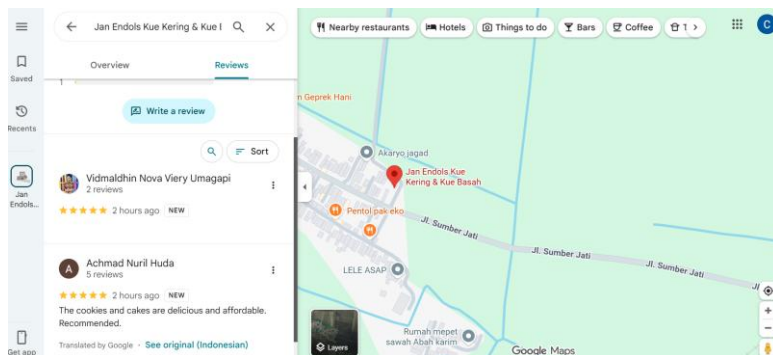 Jan Endols Kue Kering & Kue B
Overview
Reviews
1
Write a review
Sort
Vidmaldhin Nova Viery Umagapi
2 reviews
2 hours ago NEW
A
Achmad Nuril Huda
5 reviews
2 hours ago NEW
The cookies and cakes are delicious and affordable.
Recommended.
Translated by Google · See original (Indonesian)
Saved
Recents
Jan
Endols...
Get app
Nearby restaurants
Hotels
Things to do
Bars
Coffee
C
n Geprek Hani
Akaryo jagad
Jan Endols Kue
Kering & Kue Basah
Pentol pak eko
Jl. Sumber Jati
Jl. Sumber Jati
Jl. Sumber Jati
Jl.
LELE ASAP
Rumah mepet
sawah Abah karim
Layers
Google Maps